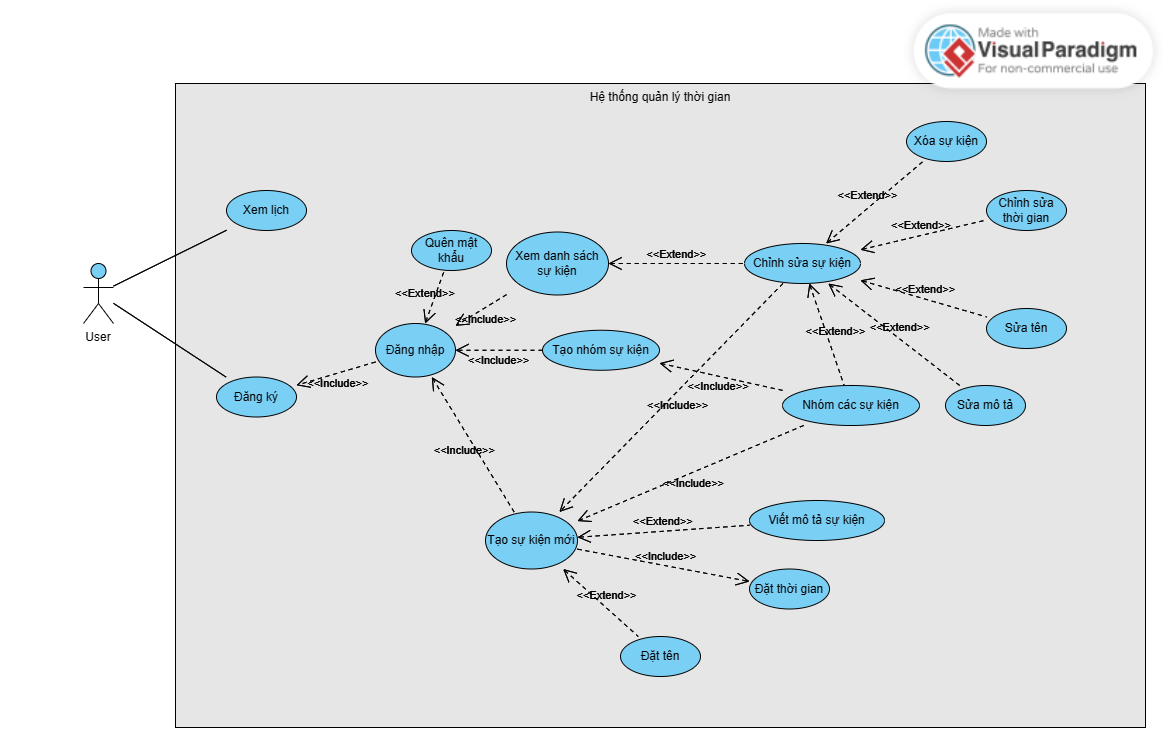 Made with
Visual Paradigm
For non-commercial use
Hệ thống quản lý thời gian
Xóa sự kiện
<<Extend>>
Xem lịch
Chỉnh sửa
thời gian
<<Extend>>
Quên mật
khẩu
Xem danh sách
sự kiện
<<Extend>>
Chỉnh sửa sự kiện
<<Extend>>
<<Extend>>
<<Include>>
<<Extend>>
<<Extend>>
Sửa tên
User
Đăng nhập
<<Include>>
Tạo nhóm sự kiện
<<Include>>
<<Include>>
Đăng ký
<<Include>>
Nhóm các sự kiện
Sửa mô tả
<<Include>>
<<Include>>
Viết mô tả sự kiện
<<Extend>>
Tạo sự kiện mới
<<Include>>
Đặt thời gian
<<Extend>>
Đặt tên